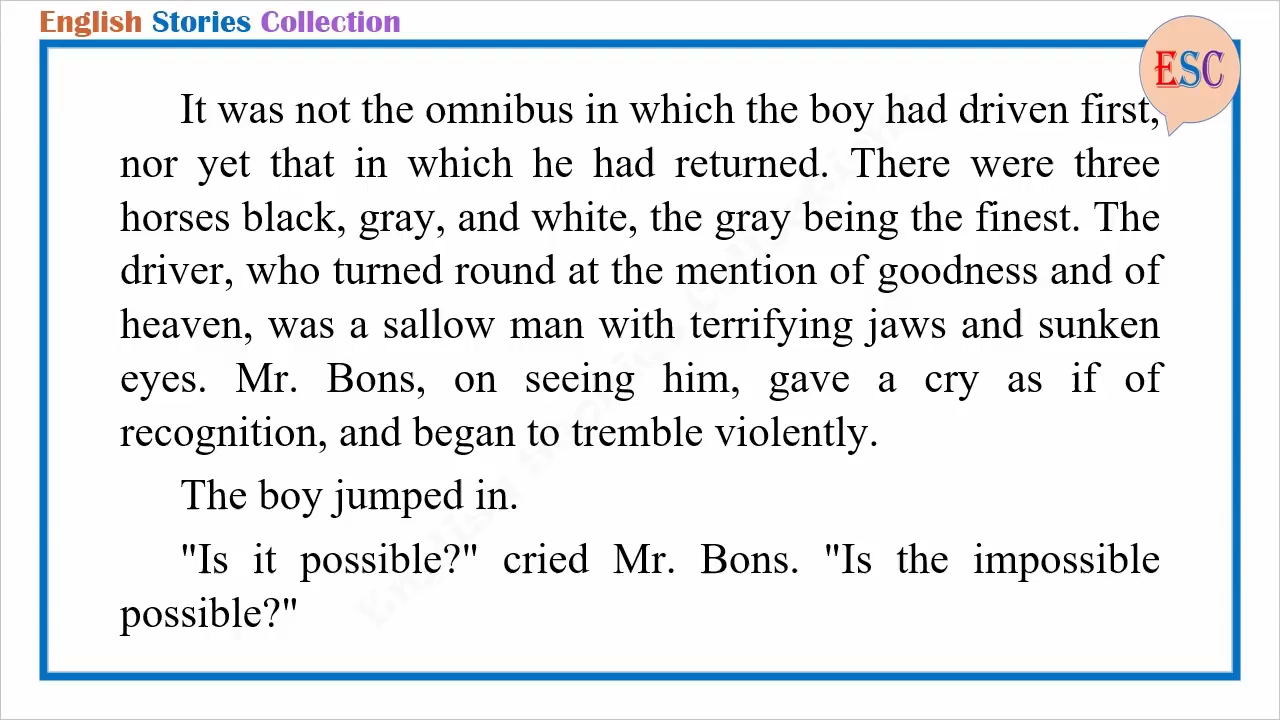 English Stories Collection
ESC
It was not the omnibus in which the boy had driven first,
nor yet that in which he had returned. There were three
horses black, gray, and white, the gray being the finest. The
driver, who turned round at the mention of goodness and of
heaven, was a sallow man with terrifying jaws and sunken
eyes. Mr. Bons, on seeing him, gave a cry as if of
recognition, and began to tremble violently.
The boy jumped in.
"Is it possible?" cried Mr. Bons. "Is the impossible
possible?"